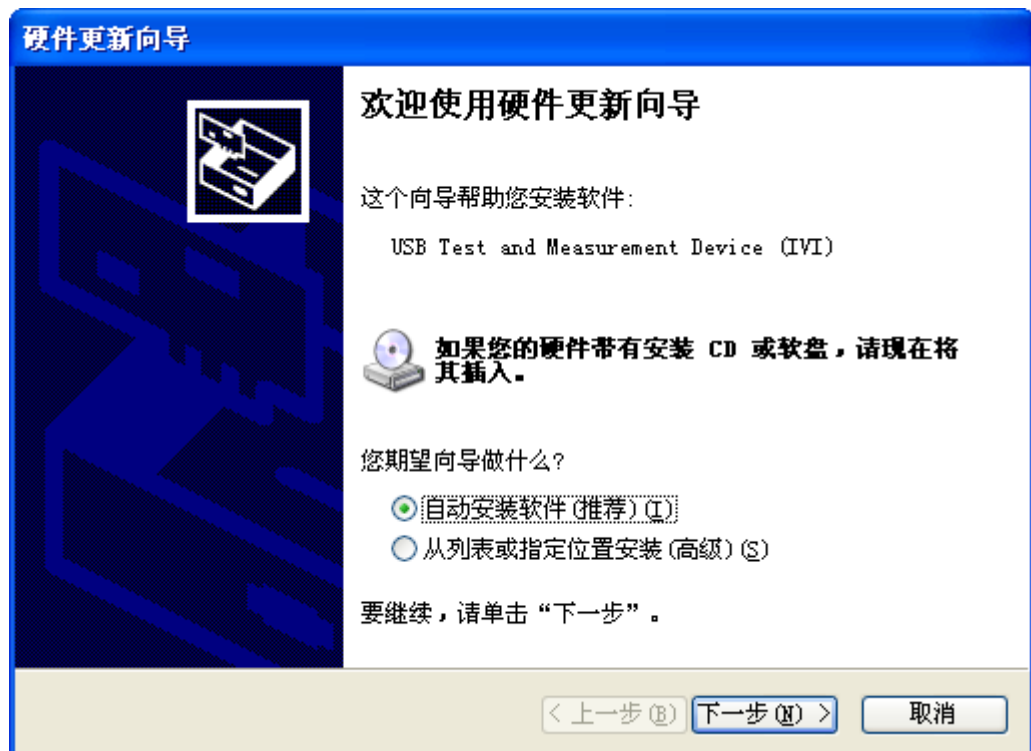 硬件更新向导
欢迎使用硬件更新向导
这个向导帮助您安装软件:
USB Test and Measurement Device (IVI)
如果您的硬件带有安装 CD 或软盘，请现在将
其插入。
您期望向导做什么?
自动安装软件(推荐)(I)
从列表或指定位置安装(高级)(S)
要继续，请单击“下一步”。
< 上一步(B) 下一步(N) > 取消